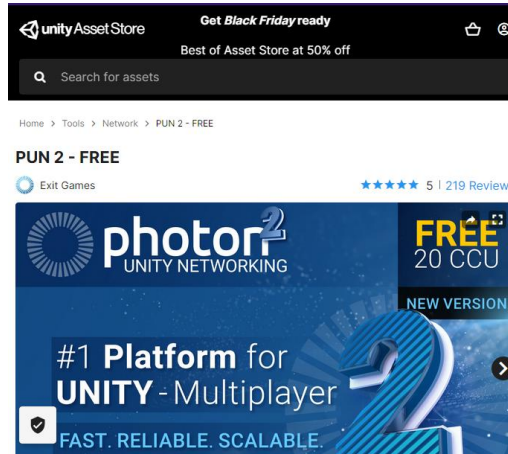 Get Black Friday ready
unity Asset Store
Best of Asset Store at 50% off
Search for assets
Home > Tools > Network > PUN 2 - FREE
PUN 2 - FREE
Exit Games
5 | 219 Review
photon 2
UNITY NETWORKING
FREE
20 CCU
NEW VERSION
#1 Platform for
UNITY - Multiplayer
2
FAST. RELIABLE. SCALABLE.